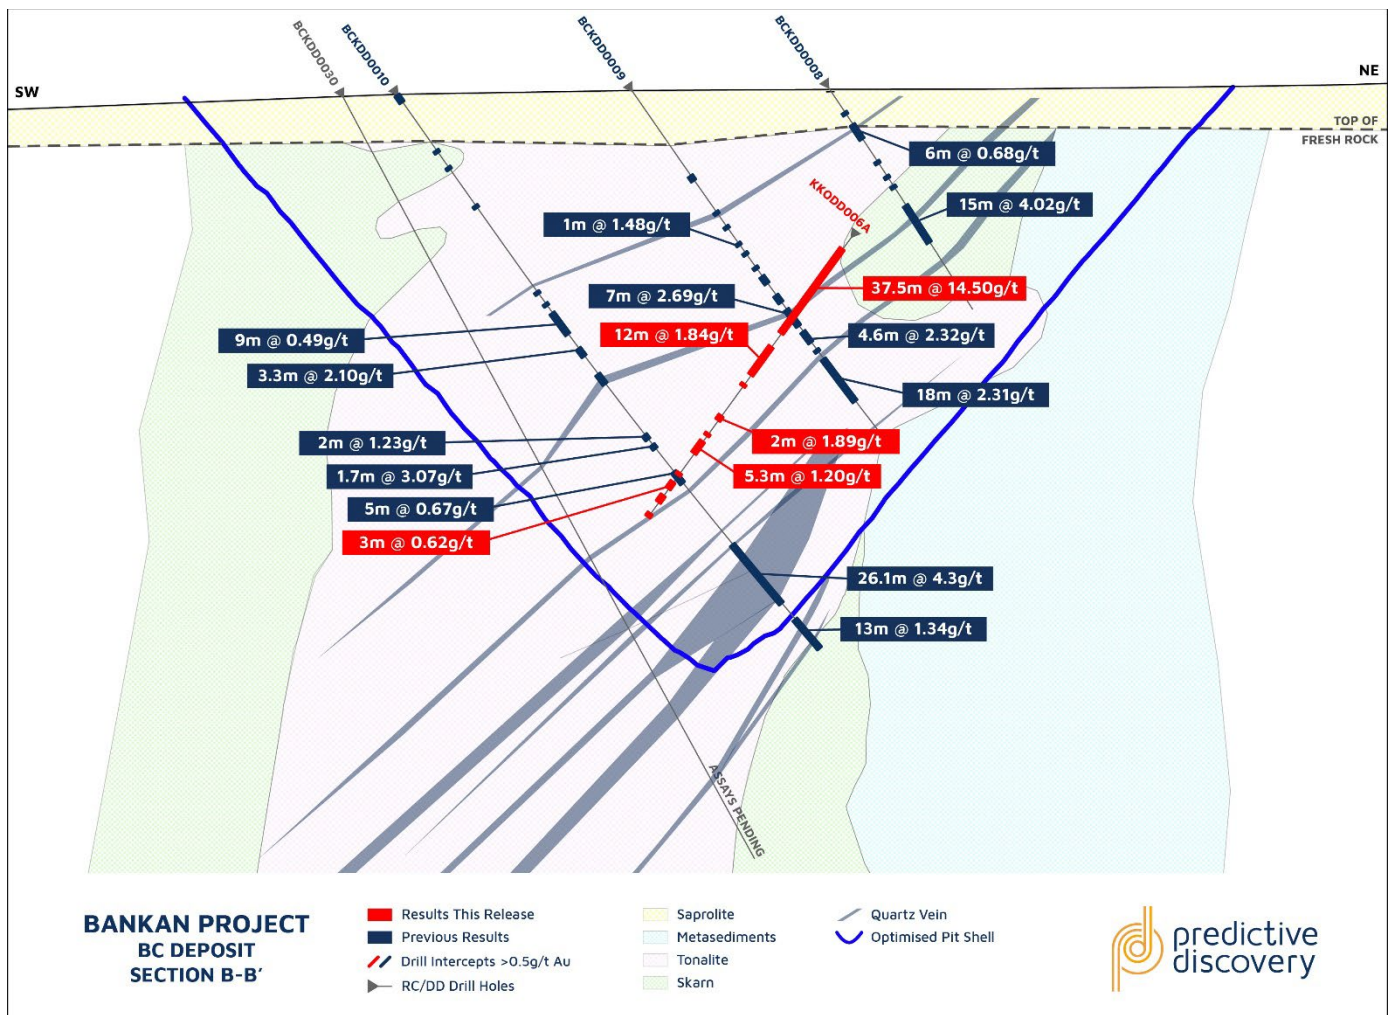 BCKDD0030
BCKDD0010
BCKDD0009
BCKDD0008
SW
NE
TOP OF
FRESH ROCK
6m @ 0.68g/t
KKODD006A
15m @ 4.02g/t
1m @ 1.48g/t
37.5m @ 14.50g/t
7m @ 2.69g/t
12m @ 1.84g/t
4.6m @ 2.32g/t
9m @ 0.49g/t
3.3m @ 2.10g/t
18m @ 2.31g/t
2m @ 1.23g/t
2m @ 1.89g/t
1.7m @ 3.07g/t
5.3m @ 1.20g/t
5m @ 0.67g/t
3m @ 0.62g/t
26.1m @ 4.3g/t
13m @ 1.34g/t
ASSAYS PENDING
BANKAN PROJECT
BC DEPOSIT
SECTION B-B’
Results This Release
Previous Results
Drill Intercepts >0.5g/t Au
RC/DD Drill Holes
Saprolite
Metasediments
Tonalite
Skarn
Quartz Vein
Optimised Pit Shell
predictive
discovery